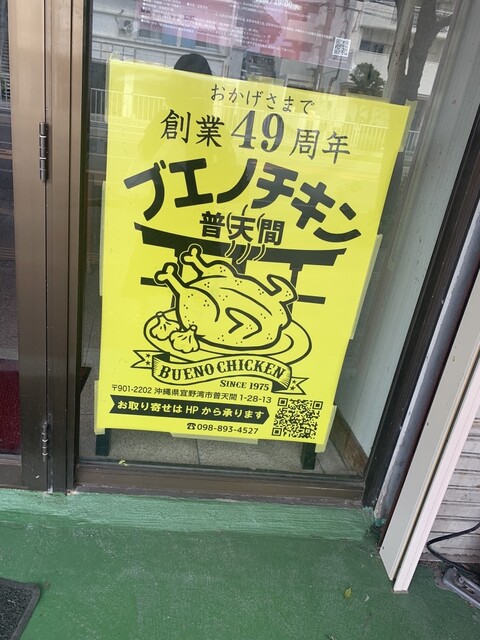 おかげさまで
創業49周年
ブエノチキン
普天間
BUENO CHICKEN
SINCE 1975
〒901-2202 沖縄県宜野湾市普天間1-28-13
お取り寄せは HP から承ります
☎098-893-4527